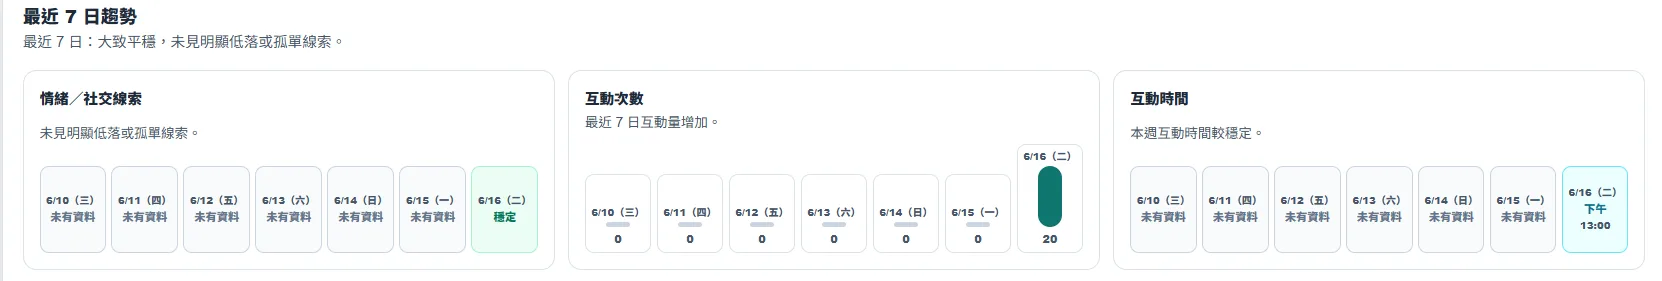 最近 7 日趨勢
最近 7 日：大致平穩，未見明顯低落或孤單線索。
情緒／社交線索
未見明顯低落或孤單線索。
6/10（三）
未有資料
6/11（四）
未有資料
6/12（五）
未有資料
6/13（六）
未有資料
6/14（日）
未有資料
6/15（一）
未有資料
6/16（二）
穩定
互動次數
最近 7 日互動量增加。
6/10（三）
0
6/11（四）
0
6/12（五）
0
6/13（六）
0
6/14（日）
0
6/15（一）
0
6/16（二）
20
互動時間
本週互動時間較穩定。
6/10（三）
未有資料
6/11（四）
未有資料
6/12（五）
未有資料
6/13（六）
未有資料
6/14（日）
未有資料
6/15（一）
未有資料
6/16（二）
下午
13:00